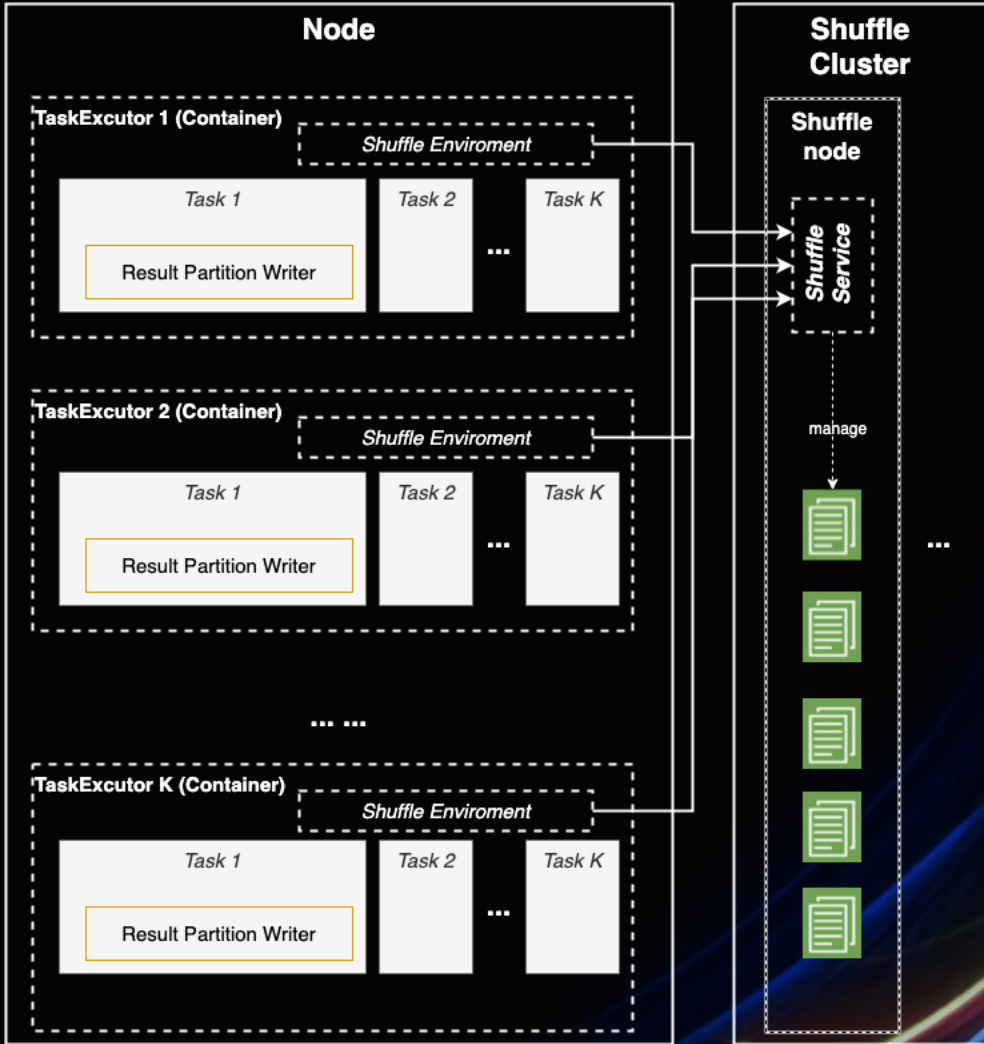 Node
TaskExcutor 1 (Container)
Shuffle Enviroment
Task 1
Task 2
Task K
...
Result Partition Writer
TaskExcutor 2 (Container)
Shuffle Enviroment
Task 1
Task 2
Task K
...
Result Partition Writer
... ...
TaskExcutor K (Container)
Shuffle Enviroment
Task 1
Task 2
Task K
...
Result Partition Writer
Shuffle
Cluster
Shuffle
node
Shuffle
Service
manage
...